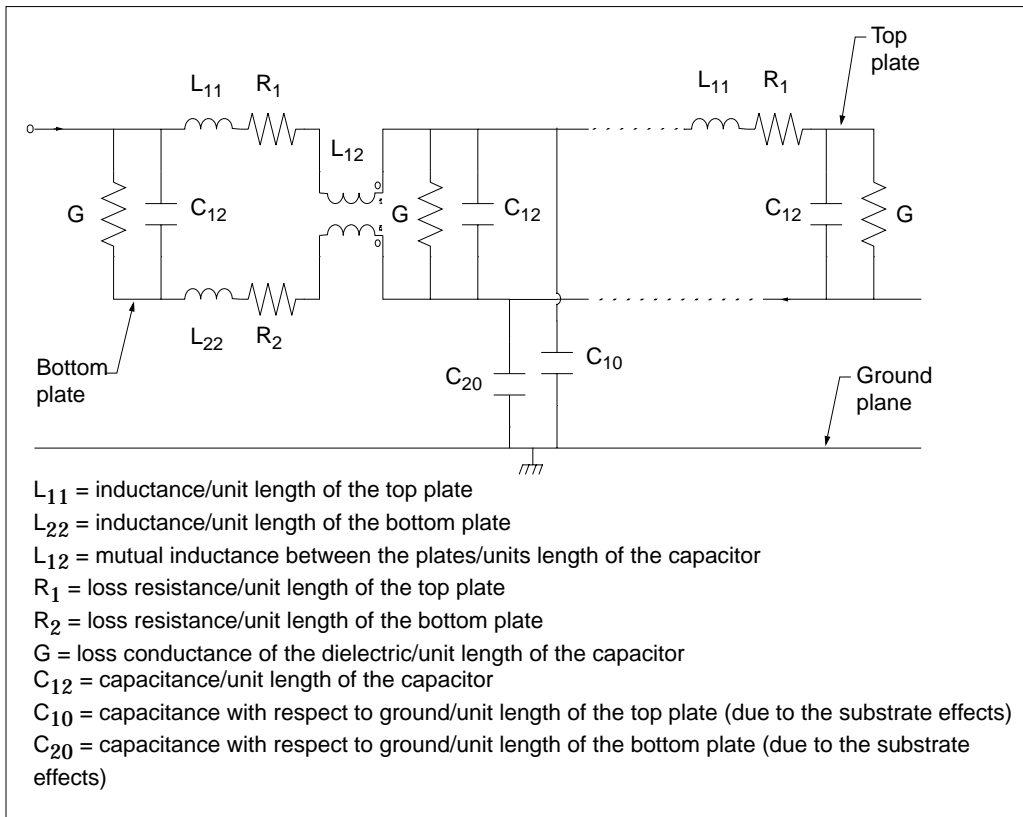 Top
plate
L11 R1 L11 R1
L12
G C12 G C12 C12 G
L22 R2
Bottom
plate
C20 C10
Ground
plane
L11 = inductance/unit length of the top plate
L22 = inductance/unit length of the bottom plate
L12 = mutual inductance between the plates/units length of the capacitor
R1 = loss resistance/unit length of the top plate
R2 = loss resistance/unit length of the bottom plate
G = loss conductance of the dielectric/unit length of the capacitor
C12 = capacitance/unit length of the capacitor
C10 = capacitance with respect to ground/unit length of the top plate (due to the substrate effects)
C20 = capacitance with respect to ground/unit length of the bottom plate (due to the substrate
effects)